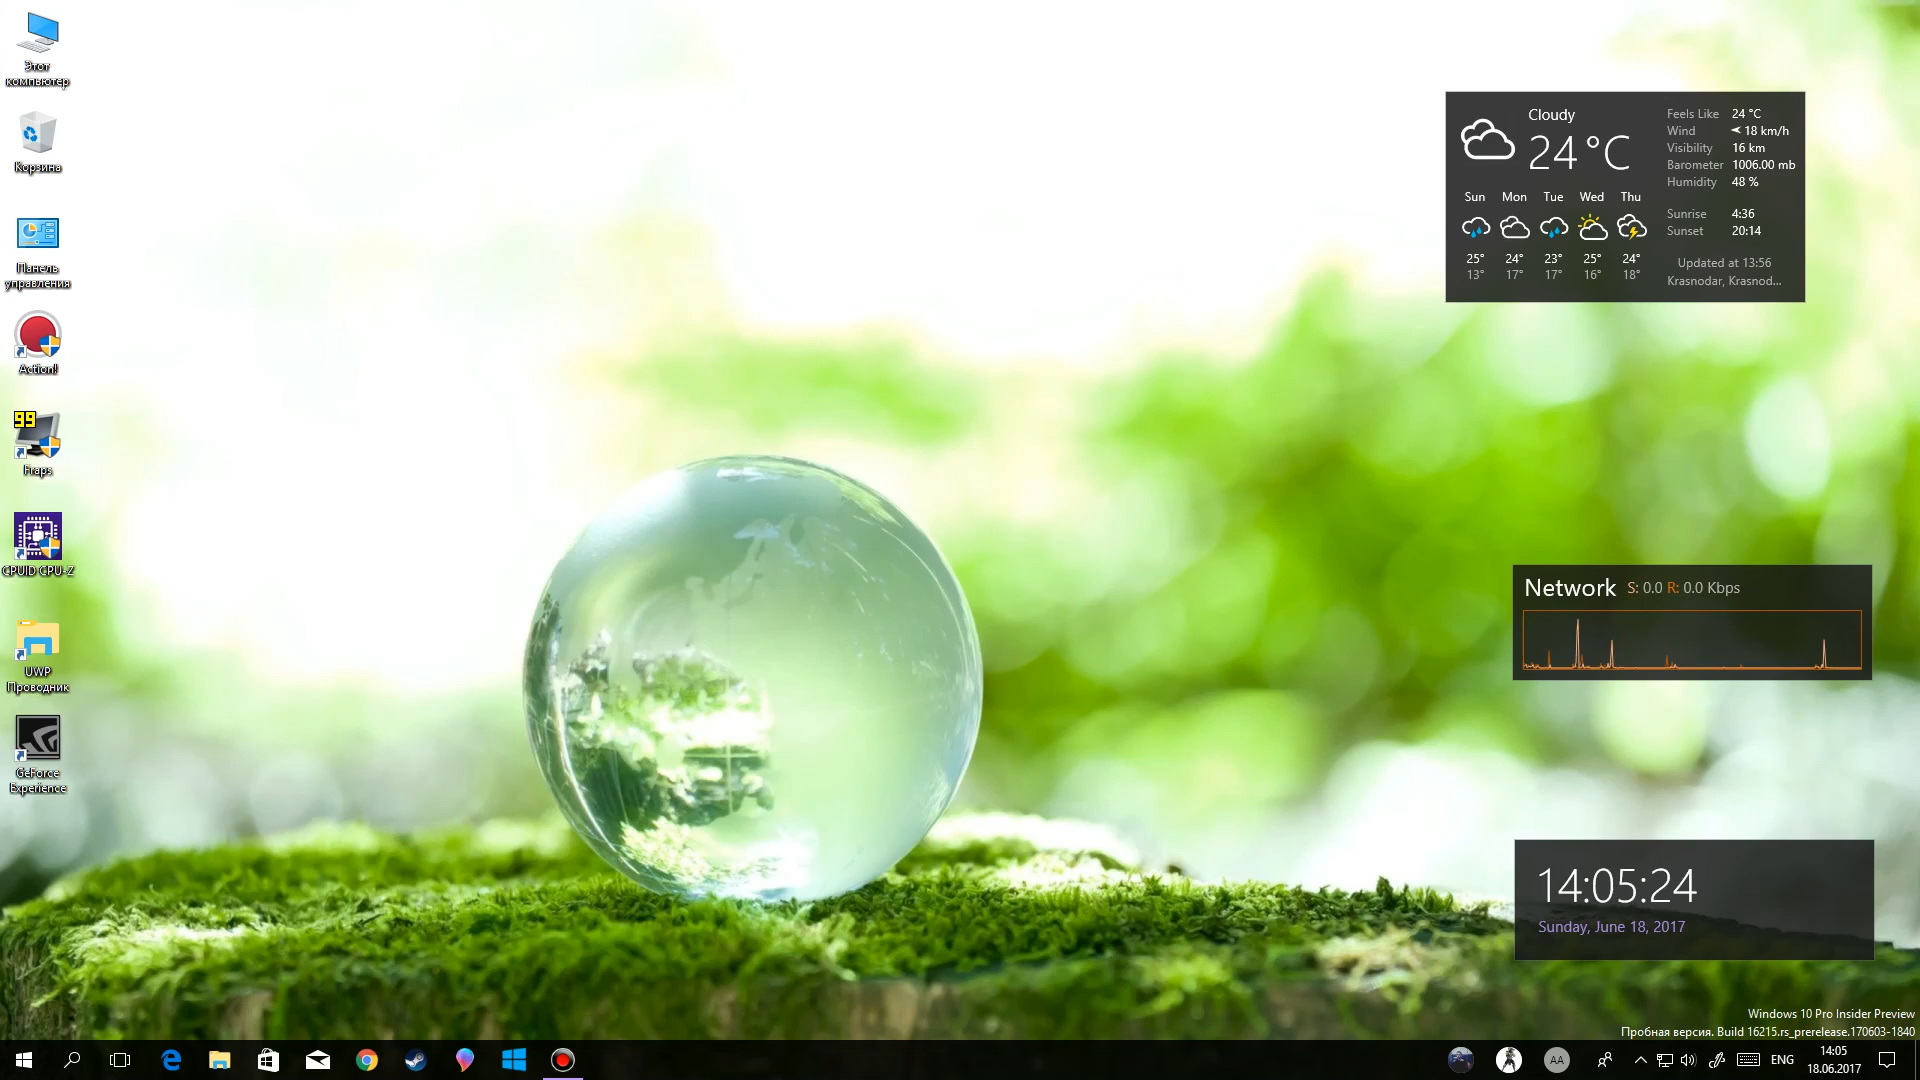 Этот
компьютер
Корзина
Панель
управления
Action!
99
Fraps
CPUID CPU-Z
UWP
Проводник
GeForce
Experience
Cloudy
24 °C
Feels Like 24 °C
Wind 18 km/h
Visibility 16 km
Barometer 1006.00 mb
Humidity 48 %
Sunrise 4:36
Sunset 20:14
Updated at 13:56
Krasnodar, Krasnod...
Sun Mon Tue Wed Thu
25° 24° 23° 25° 24°
13° 17° 17° 16° 18°
Network S: 0.0 R: 0.0 Kbps
14:05:24
Sunday, June 18, 2017
Windows 10 Pro Insider Preview
Пробная версия. Build 16215.rs_prerelease.170603-1840
AA
ENG
14:05
18.06.2017